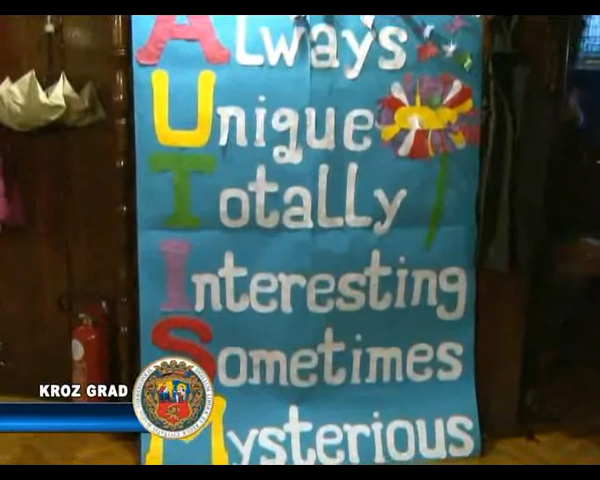 Always
Unique
Totally
Interesting
Sometimes
Mysterious
KROZ GRAD